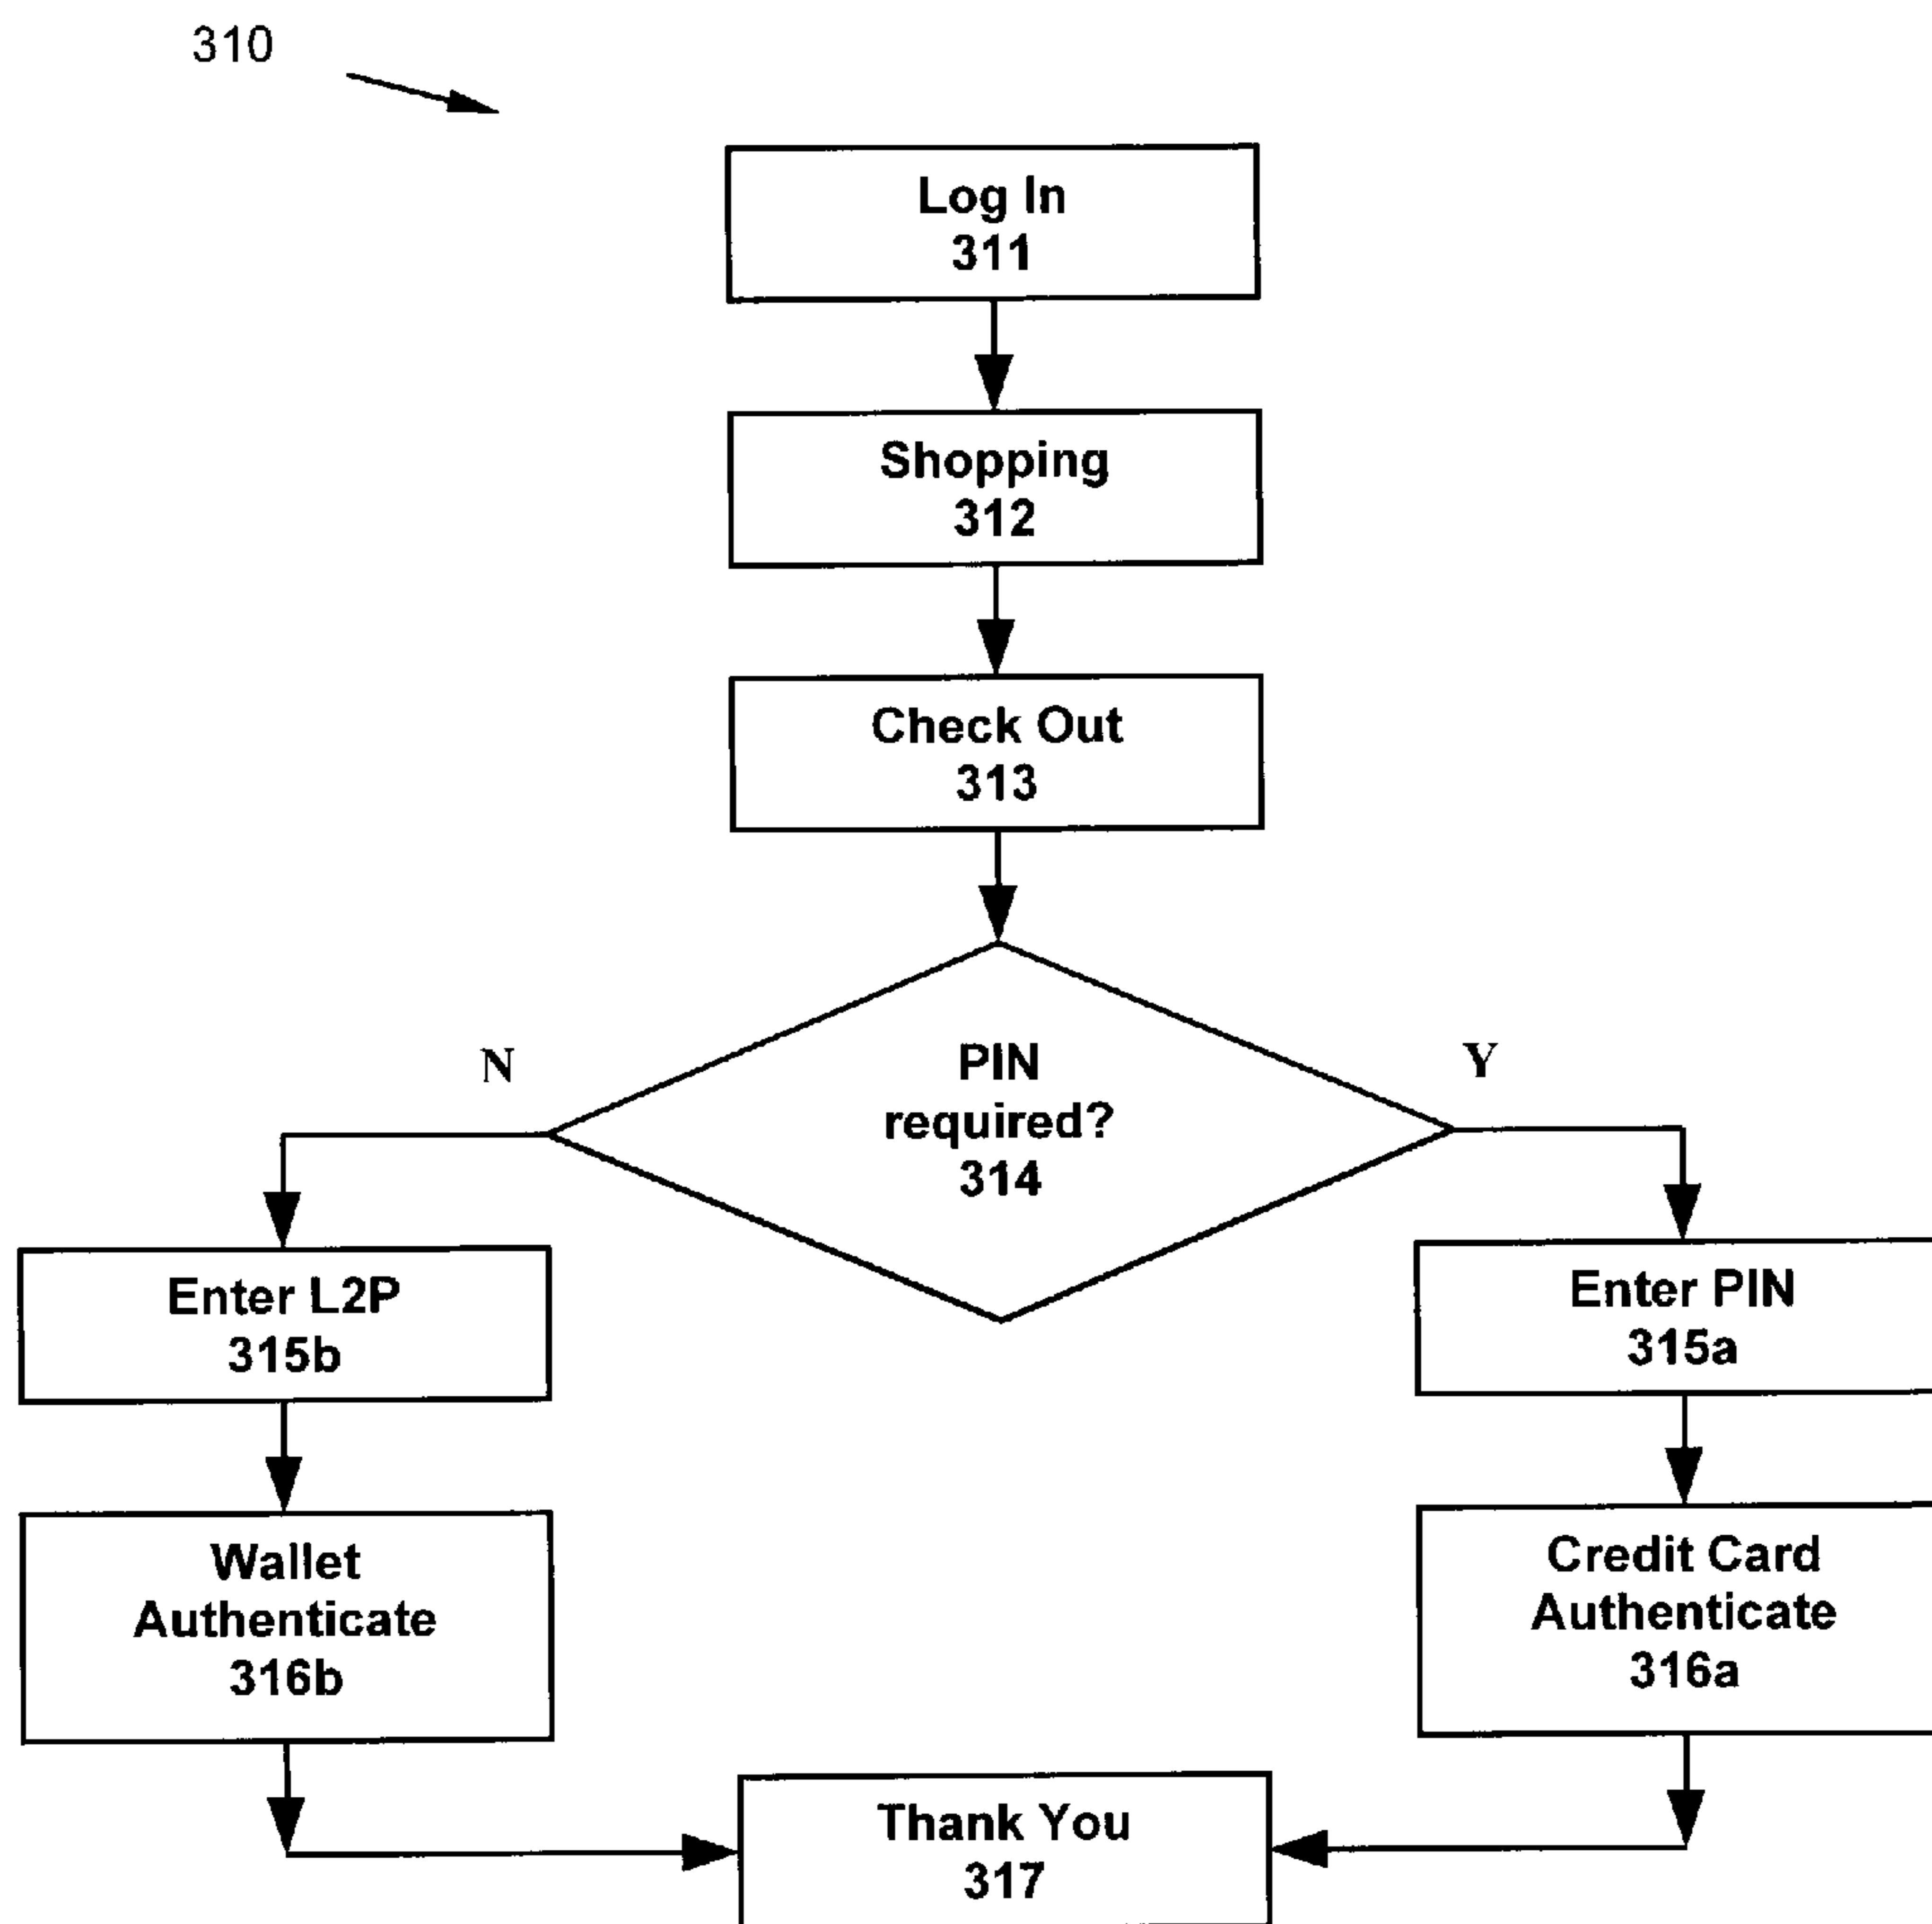 310
Log In
311
Shopping
312
Check Out
313
N
PIN
required?
314
Y
Enter L2P
315b
Enter PIN
315a
Wallet
Authenticate
316b
Credit Card
Authenticate
316a
Thank You
317